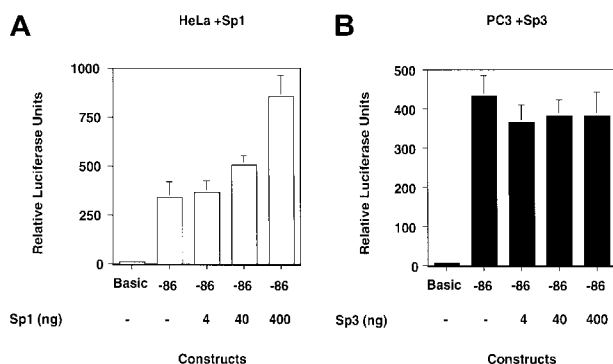 A
HeLa +Sp1
Relative Luciferase Units
1000
750
500
250
0
Basic -86 -86 -86 -86
Sp1 (ng) - - 4 40 400
Constructs
B
PC3 +Sp3
Relative Luciferase Units
500
400
300
200
100
0
Basic -86 -86 -86 -86
Sp3 (ng) - - 4 40 400
Constructs